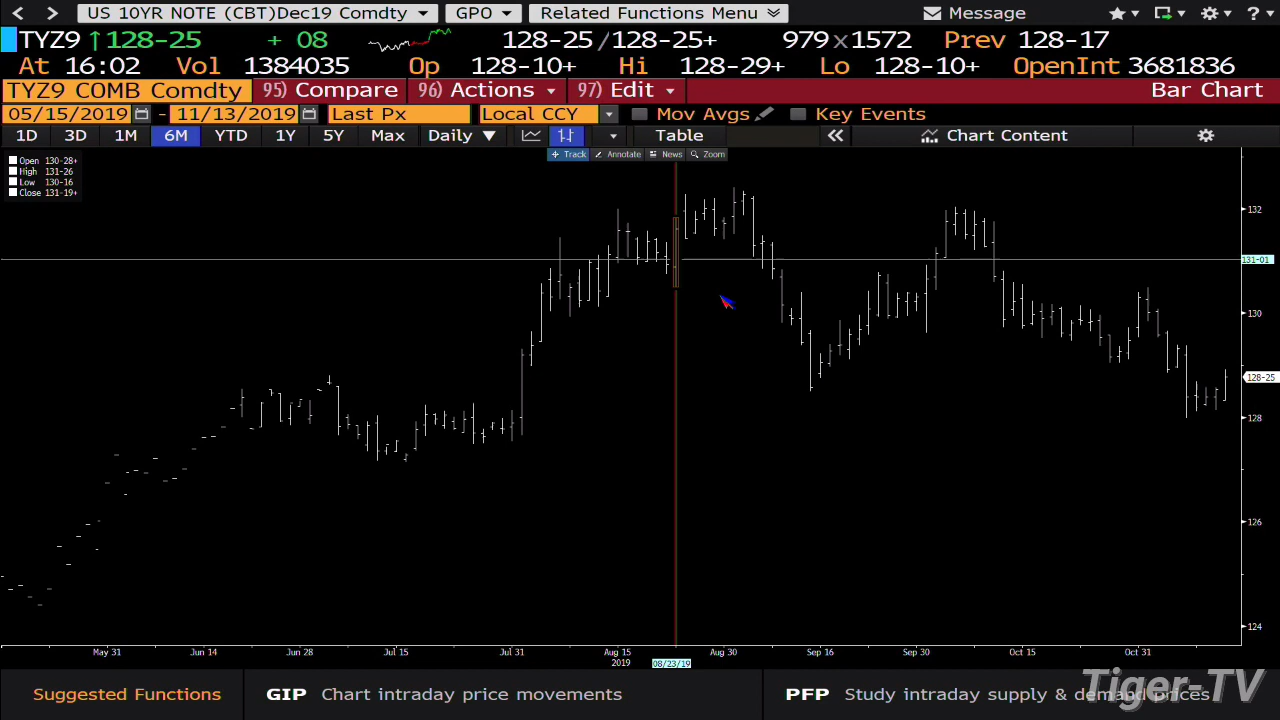 US 10YR NOTE (CBT)Dec19 Comdty GPO Related Functions Menu Message ?
TYZ9 ↑128-25 + 08 128-25 /128-25+ 979 x1572 Prev 128-17
At 16:02 Vol 1384035 Op 128-10+ Hi 128-29+ Lo 128-10+ OpenInt 3681836
TYZ9 COMB Comdty 95) Compare 96) Actions 97) Edit Bar Chart
05/15/2019 - 11/13/2019 Last Px Local CCY Mov Avgs Key Events
1D 3D 1M 6M YTD 1Y 5Y Max Daily ▼ Table Chart Content
Track Annotate News Zoom
Open 130-28+
High 131-26
Low 130-16
Close 131-19+
132
131-01
130
128-25
128
126
124
May 31 Jun 14 Jun 28 Jul 15 Jul 31 Aug 15 Aug 30 Sep 16 Sep 30 Oct 15 Oct 31
2019 08/23/19
Suggested Functions GIP Chart intraday price movements PFP Study intraday supply & demand prices
Tiger-TV